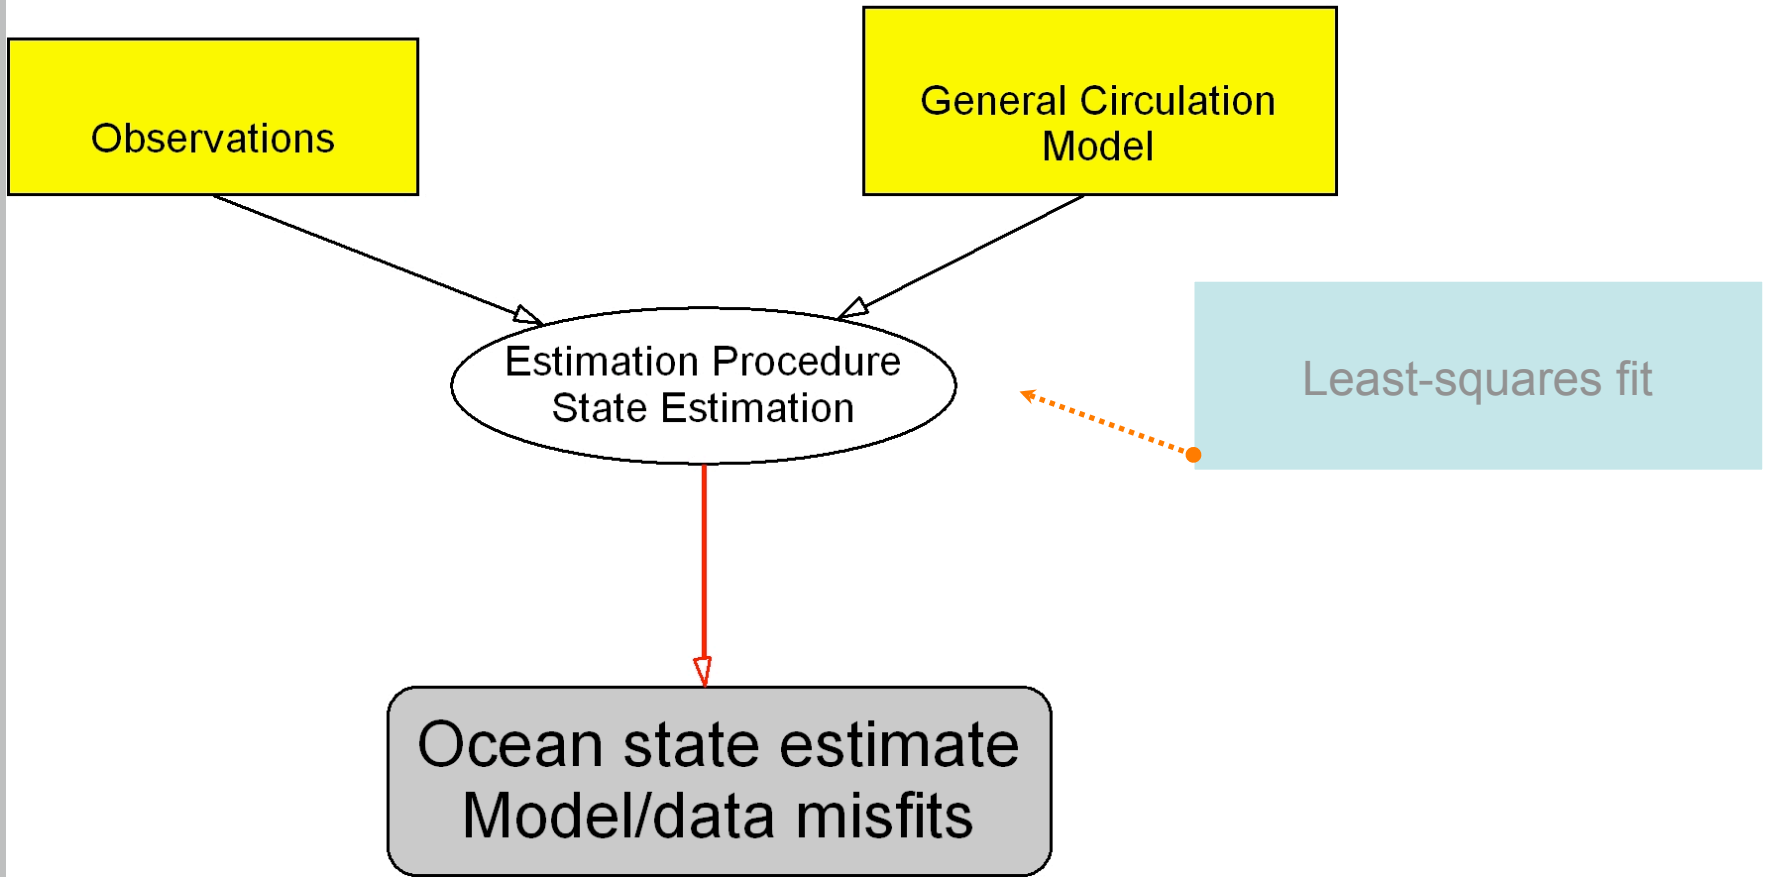 Observations
General Circulation
Model
Estimation Procedure
State Estimation
Least-squares fit
Ocean state estimate
Model/data misfits